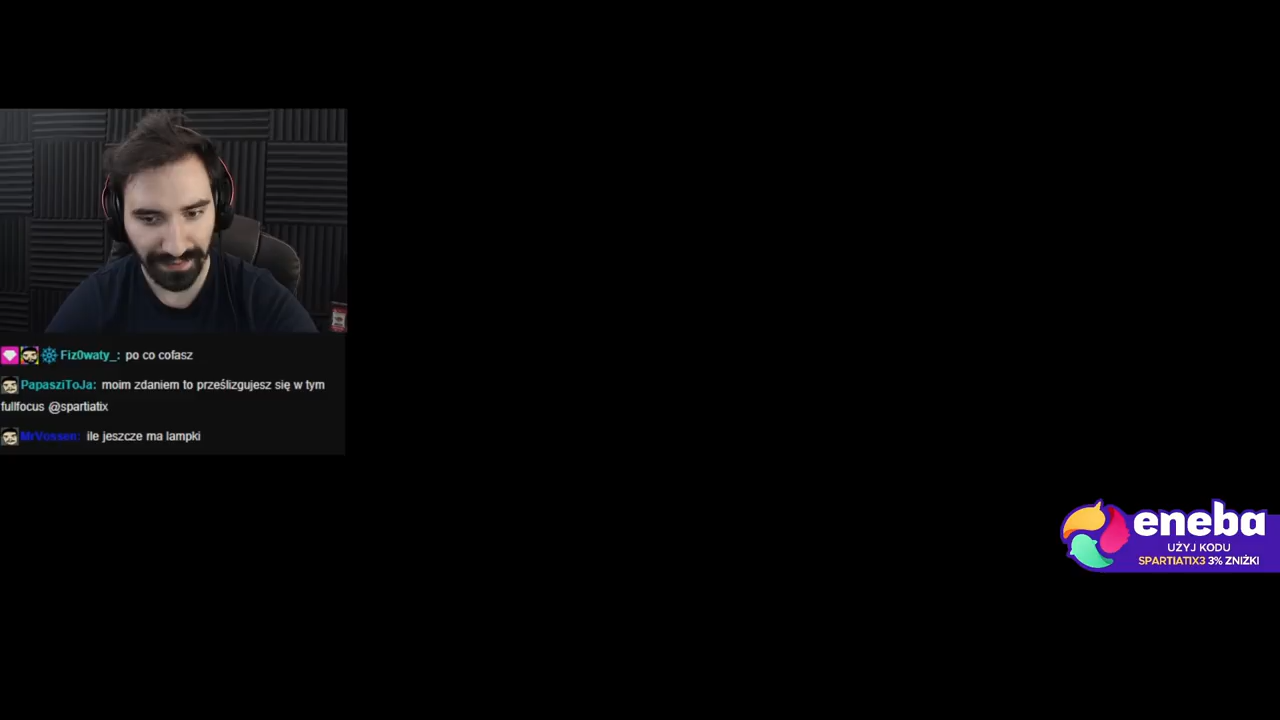 Fiz0waty_: po co cofasz
PapasziToJa: moim zdaniem to prześlizgujesz się w tym
fullfocus @spartiatix
MrVossen: ile jeszcze ma lampki
eneba
UŻYJ KODU
SPARTIATIX3 3% ZNIŻKI